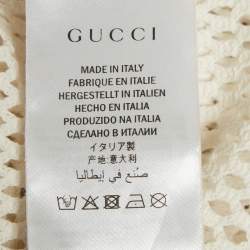 GUCCI
MADE IN ITALY
FABRIQUE EN ITALIE
HERGESTELLT IN ITALIEN
HECHO EN ITALIA
PRODUZIDO NA ITALIA
СДЕЛАНО В ИТАЛИИ
イタリア製
产地:意大利
صنع في إيطاليا